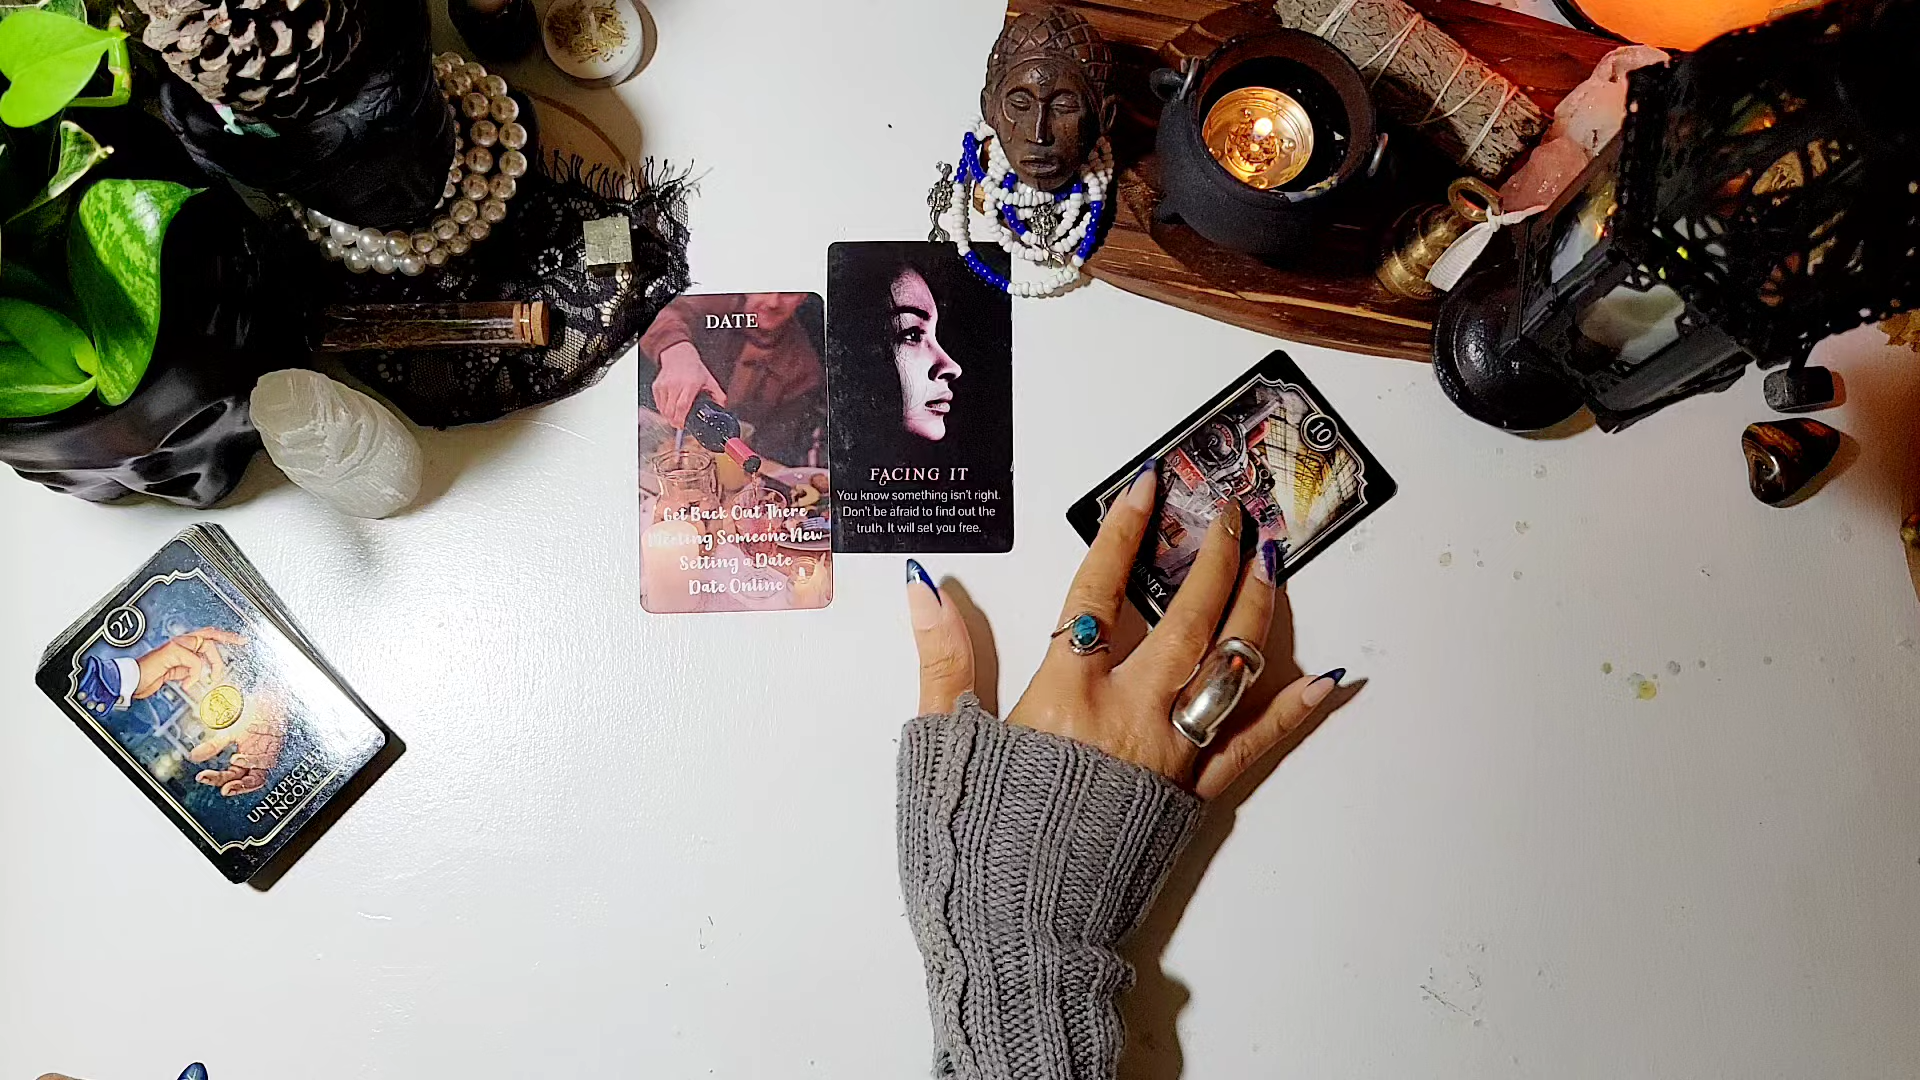 DATE
Get Back Out There
Meeting Someone New
Setting a Date
Date Online
FACING IT
You know something isn't right.
Don't be afraid to find out the
truth. It will set you free.
10
27
UNEXPECTED
INCOME